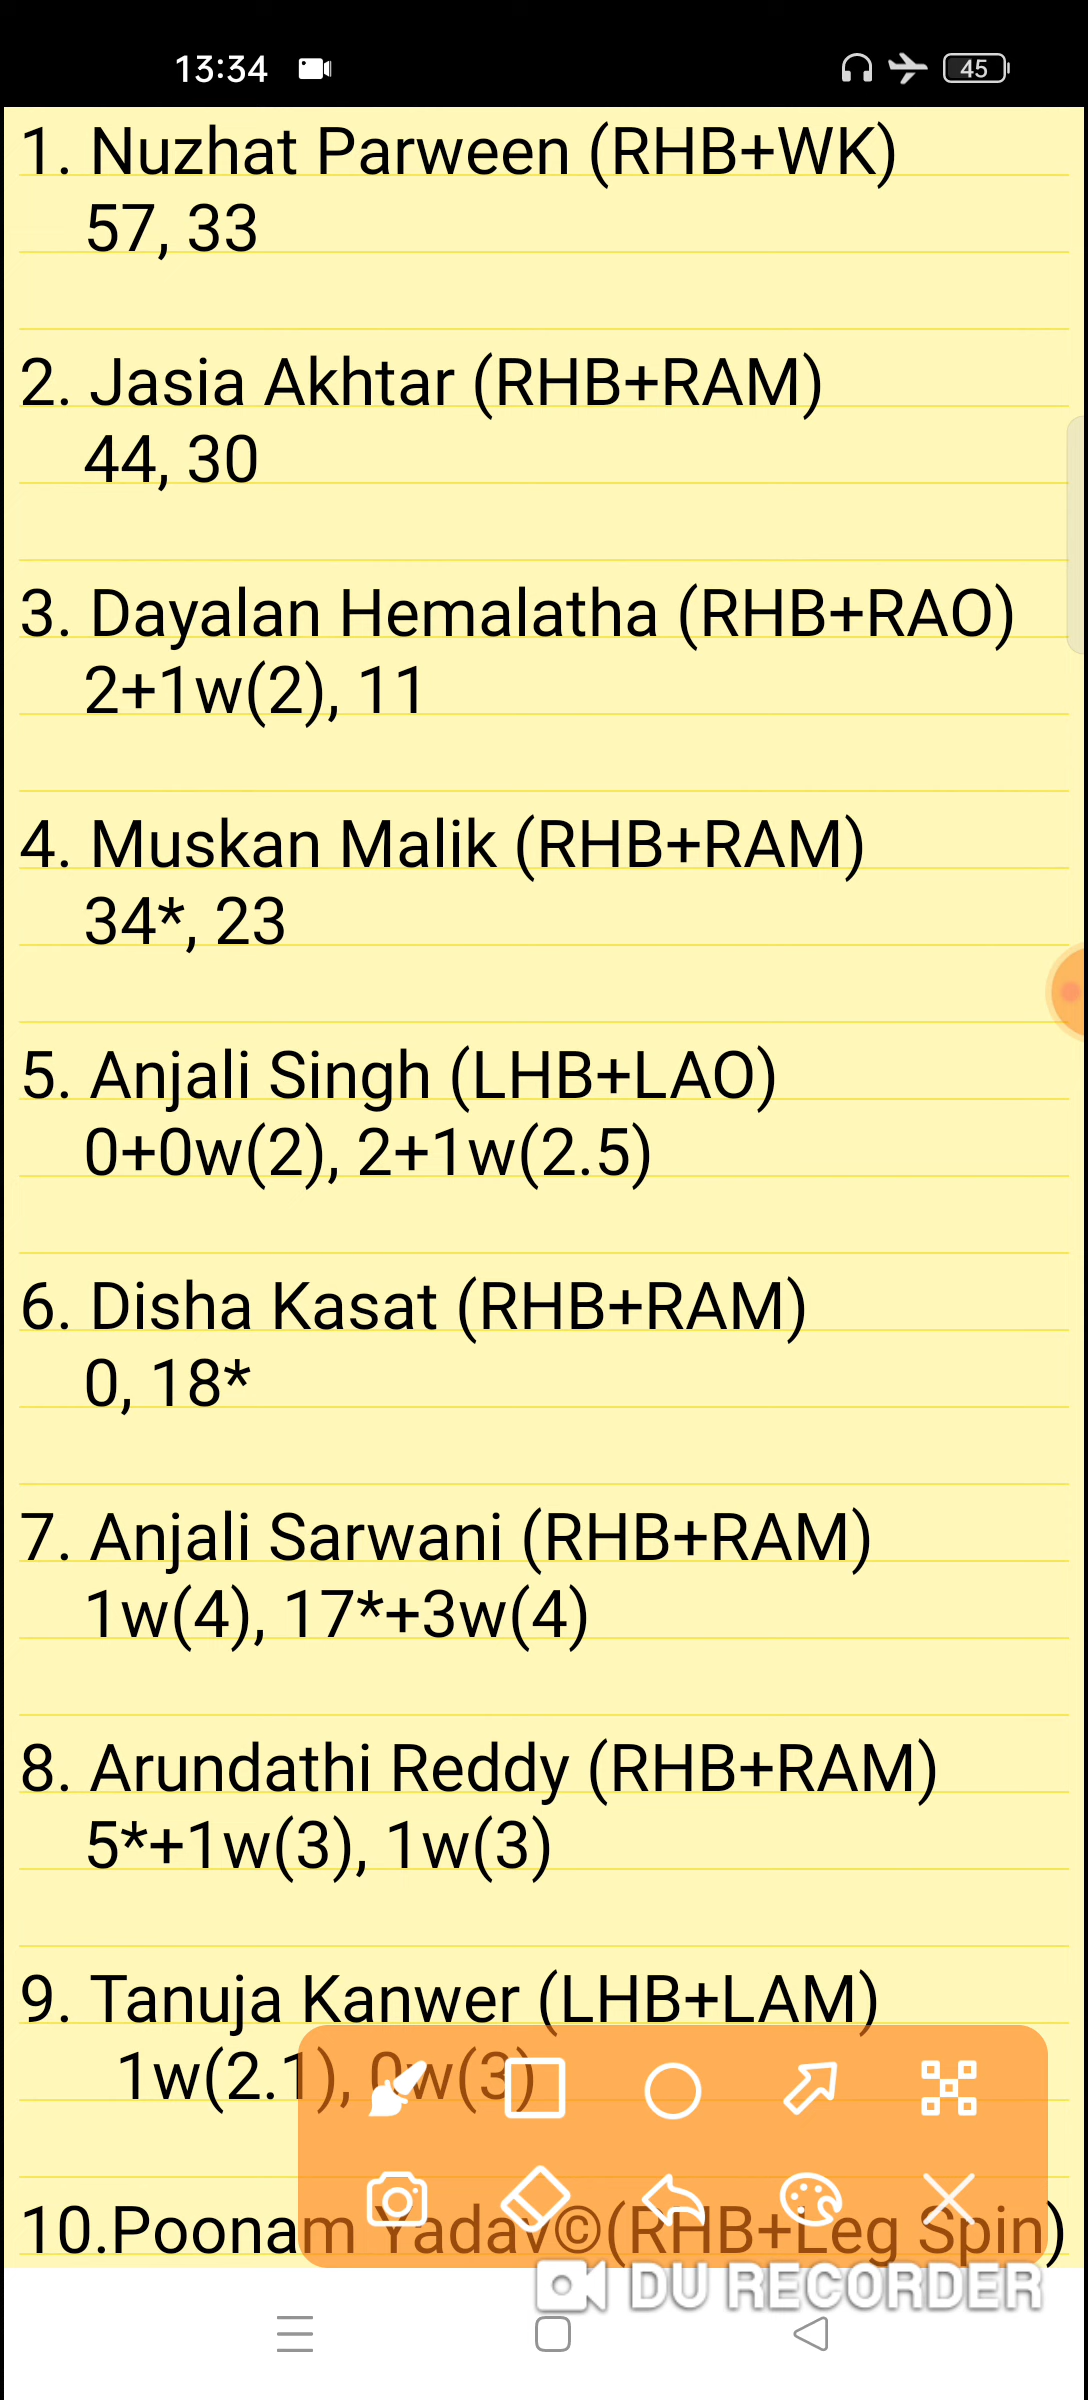 13:34
45
1. Nuzhat Parween (RHB+WK)
57, 33
2. Jasia Akhtar (RHB+RAM)
44, 30
3. Dayalan Hemalatha (RHB+RAO)
2+1w(2), 11
4. Muskan Malik (RHB+RAM)
34*, 23
5. Anjali Singh (LHB+LAO)
0+0w(2), 2+1w(2.5)
6. Disha Kasat (RHB+RAM)
0, 18*
7. Anjali Sarwani (RHB+RAM)
1w(4), 17*+3w(4)
8. Arundathi Reddy (RHB+RAM)
5*+1w(3), 1w(3)
9. Tanuja Kanwer (LHB+LAM)
1w(2.1), 0w(3)
10.Poonam Yadav©(RHB+Leg Spin)
DU RECORDER